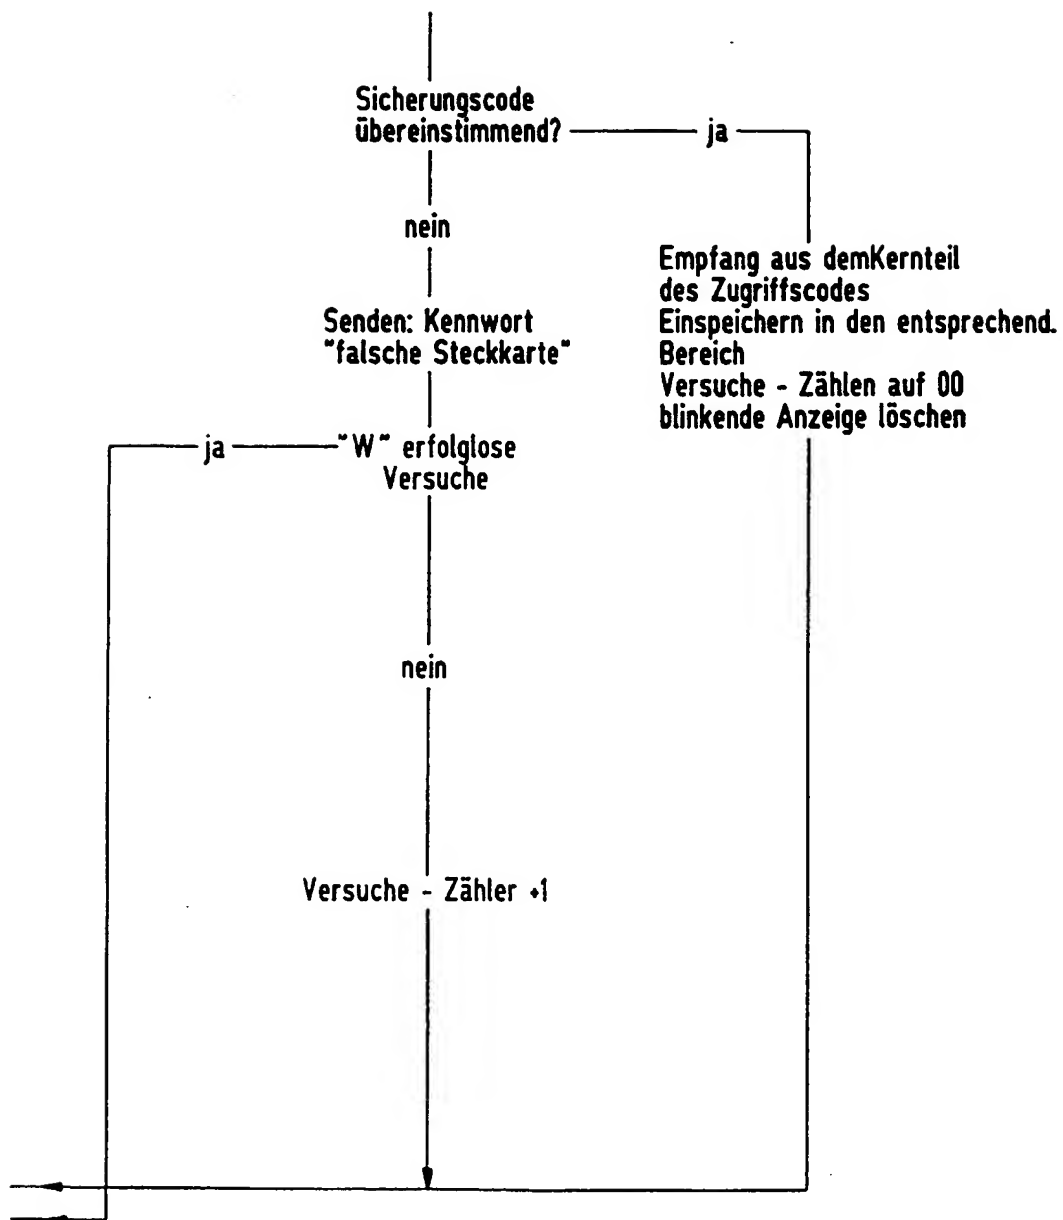 Sicherungscode
übereinstimmend?
ja
nein
Empfang aus demKernteil
des Zugriffscodes
Einspeichern in den entsprechend.
Bereich
Versuche - Zählen auf 00
blinkende Anzeige löschen
Senden: Kennwort
"falsche Steckkarte"
ja
"W" erfolglose
Versuche
nein
Versuche - Zähler +1